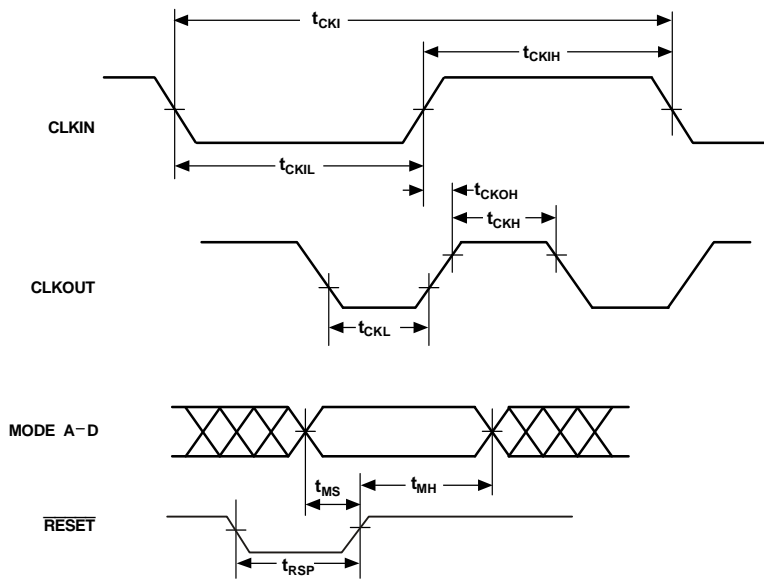 tCKI
tCKIH
CLKIN
tCKIL
tCKOH
tCKH
CLKOUT
tCKL
MODE A–D
tMS
tMH
RESET
tRSP